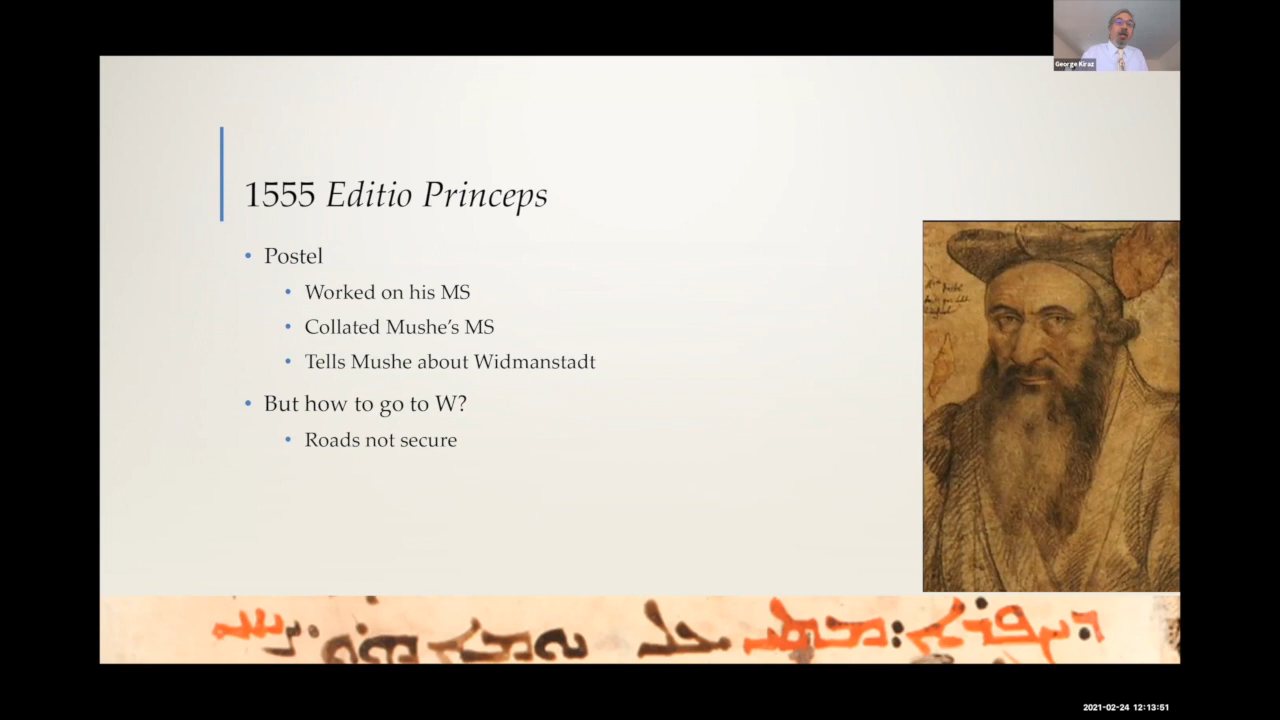 George Kiraz
1555 Editio Princeps
• Postel
• Worked on his MS
• Collated Mushe’s MS
• Tells Mushe about Widmanstadt
• But how to go to W?
• Roads not secure
2021-02-24 12:13:51